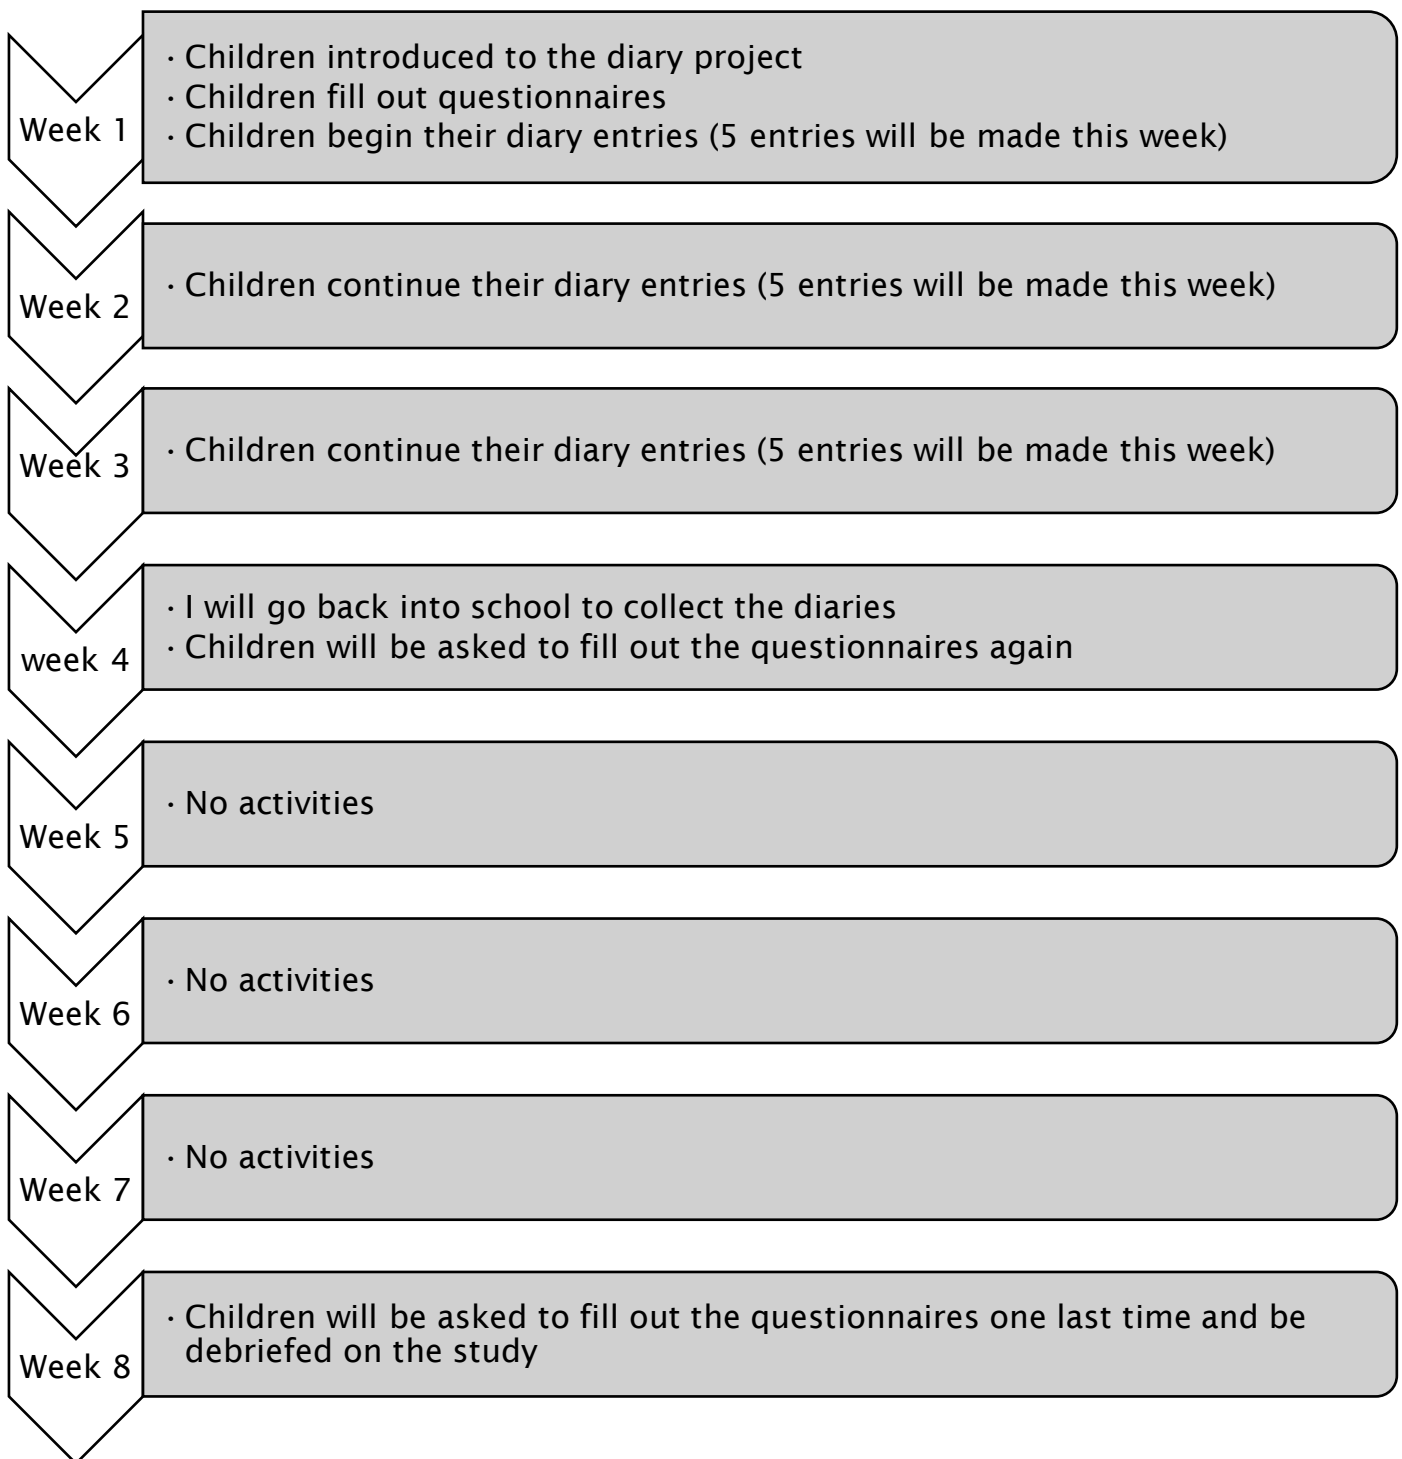 Week 1
· Children introduced to the diary project
· Children fill out questionnaires
· Children begin their diary entries (5 entries will be made this week)
Week 2
· Children continue their diary entries (5 entries will be made this week)
Week 3
· Children continue their diary entries (5 entries will be made this week)
week 4
· I will go back into school to collect the diaries
· Children will be asked to fill out the questionnaires again
Week 5
· No activities
Week 6
· No activities
Week 7
· No activities
Week 8
· Children will be asked to fill out the questionnaires one last time and be
debriefed on the study